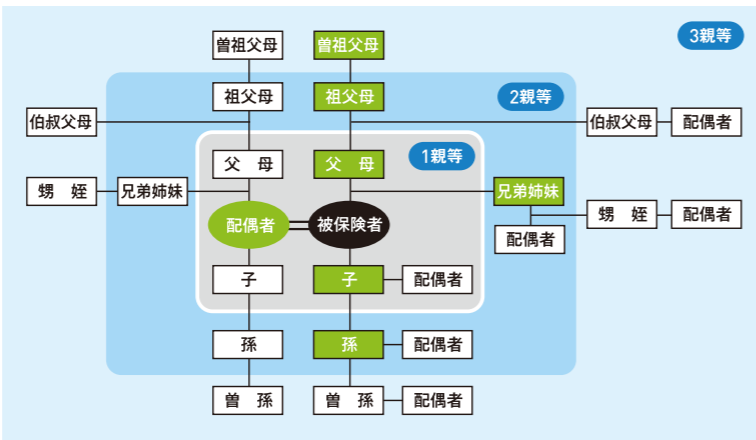 曽祖父母 曽祖父母 3親等
祖父母 祖父母 2親等
伯叔父母 伯叔父母 配偶者
父 母 父 母 1親等
甥 姪 兄弟姉妹 兄弟姉妹
甥 姪 配偶者
配偶者 被保険者 配偶者
子 子 配偶者
孫 孫 配偶者
曽 孫 曽 孫 配偶者